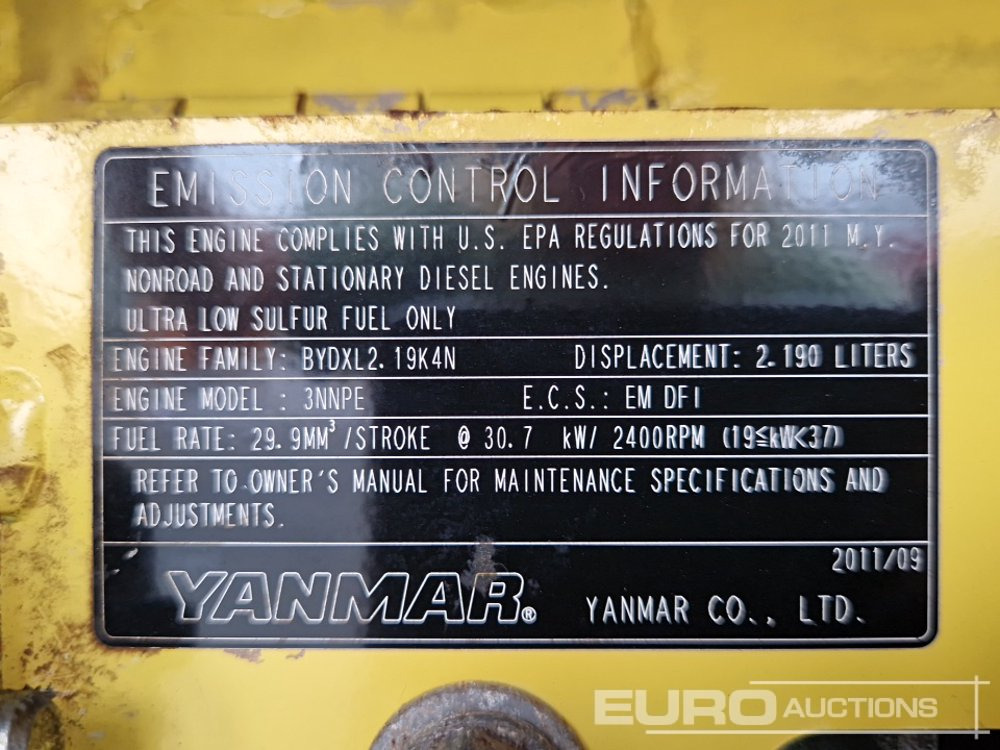 EMISSION CONTROL INFORMATION
THIS ENGINE COMPLIES WITH U.S. EPA REGULATIONS FOR 2011 M.Y.
NONROAD AND STATIONARY DIESEL ENGINES.
ULTRA LOW SULFUR FUEL ONLY
ENGINE FAMILY: BYDXL2.19K4N DISPLACEMENT: 2.190 LITERS
ENGINE MODEL : 3NNPE E.C.S.: EM DFI
FUEL RATE: 29.9MM³/STROKE @ 30.7 kW/ 2400RPM (19≦kW<37)
REFER TO OWNER'S MANUAL FOR MAINTENANCE SPECIFICATIONS AND
ADJUSTMENTS.
2011/09
YANMAR® YANMAR CO., LTD.
EURO AUCTIONS